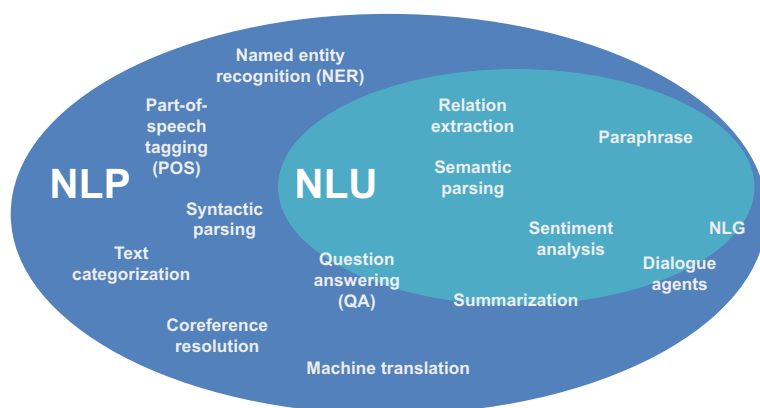 Named entity
recognition (NER)
Part-of-
speech
tagging
(POS)
Relation
extraction
Paraphrase
NLP
NLU
Semantic
parsing
Syntactic
parsing
Sentiment
analysis
NLG
Text
categorization
Question
answering
(QA)
Dialogue
agents
Summarization
Coreference
resolution
Machine translation